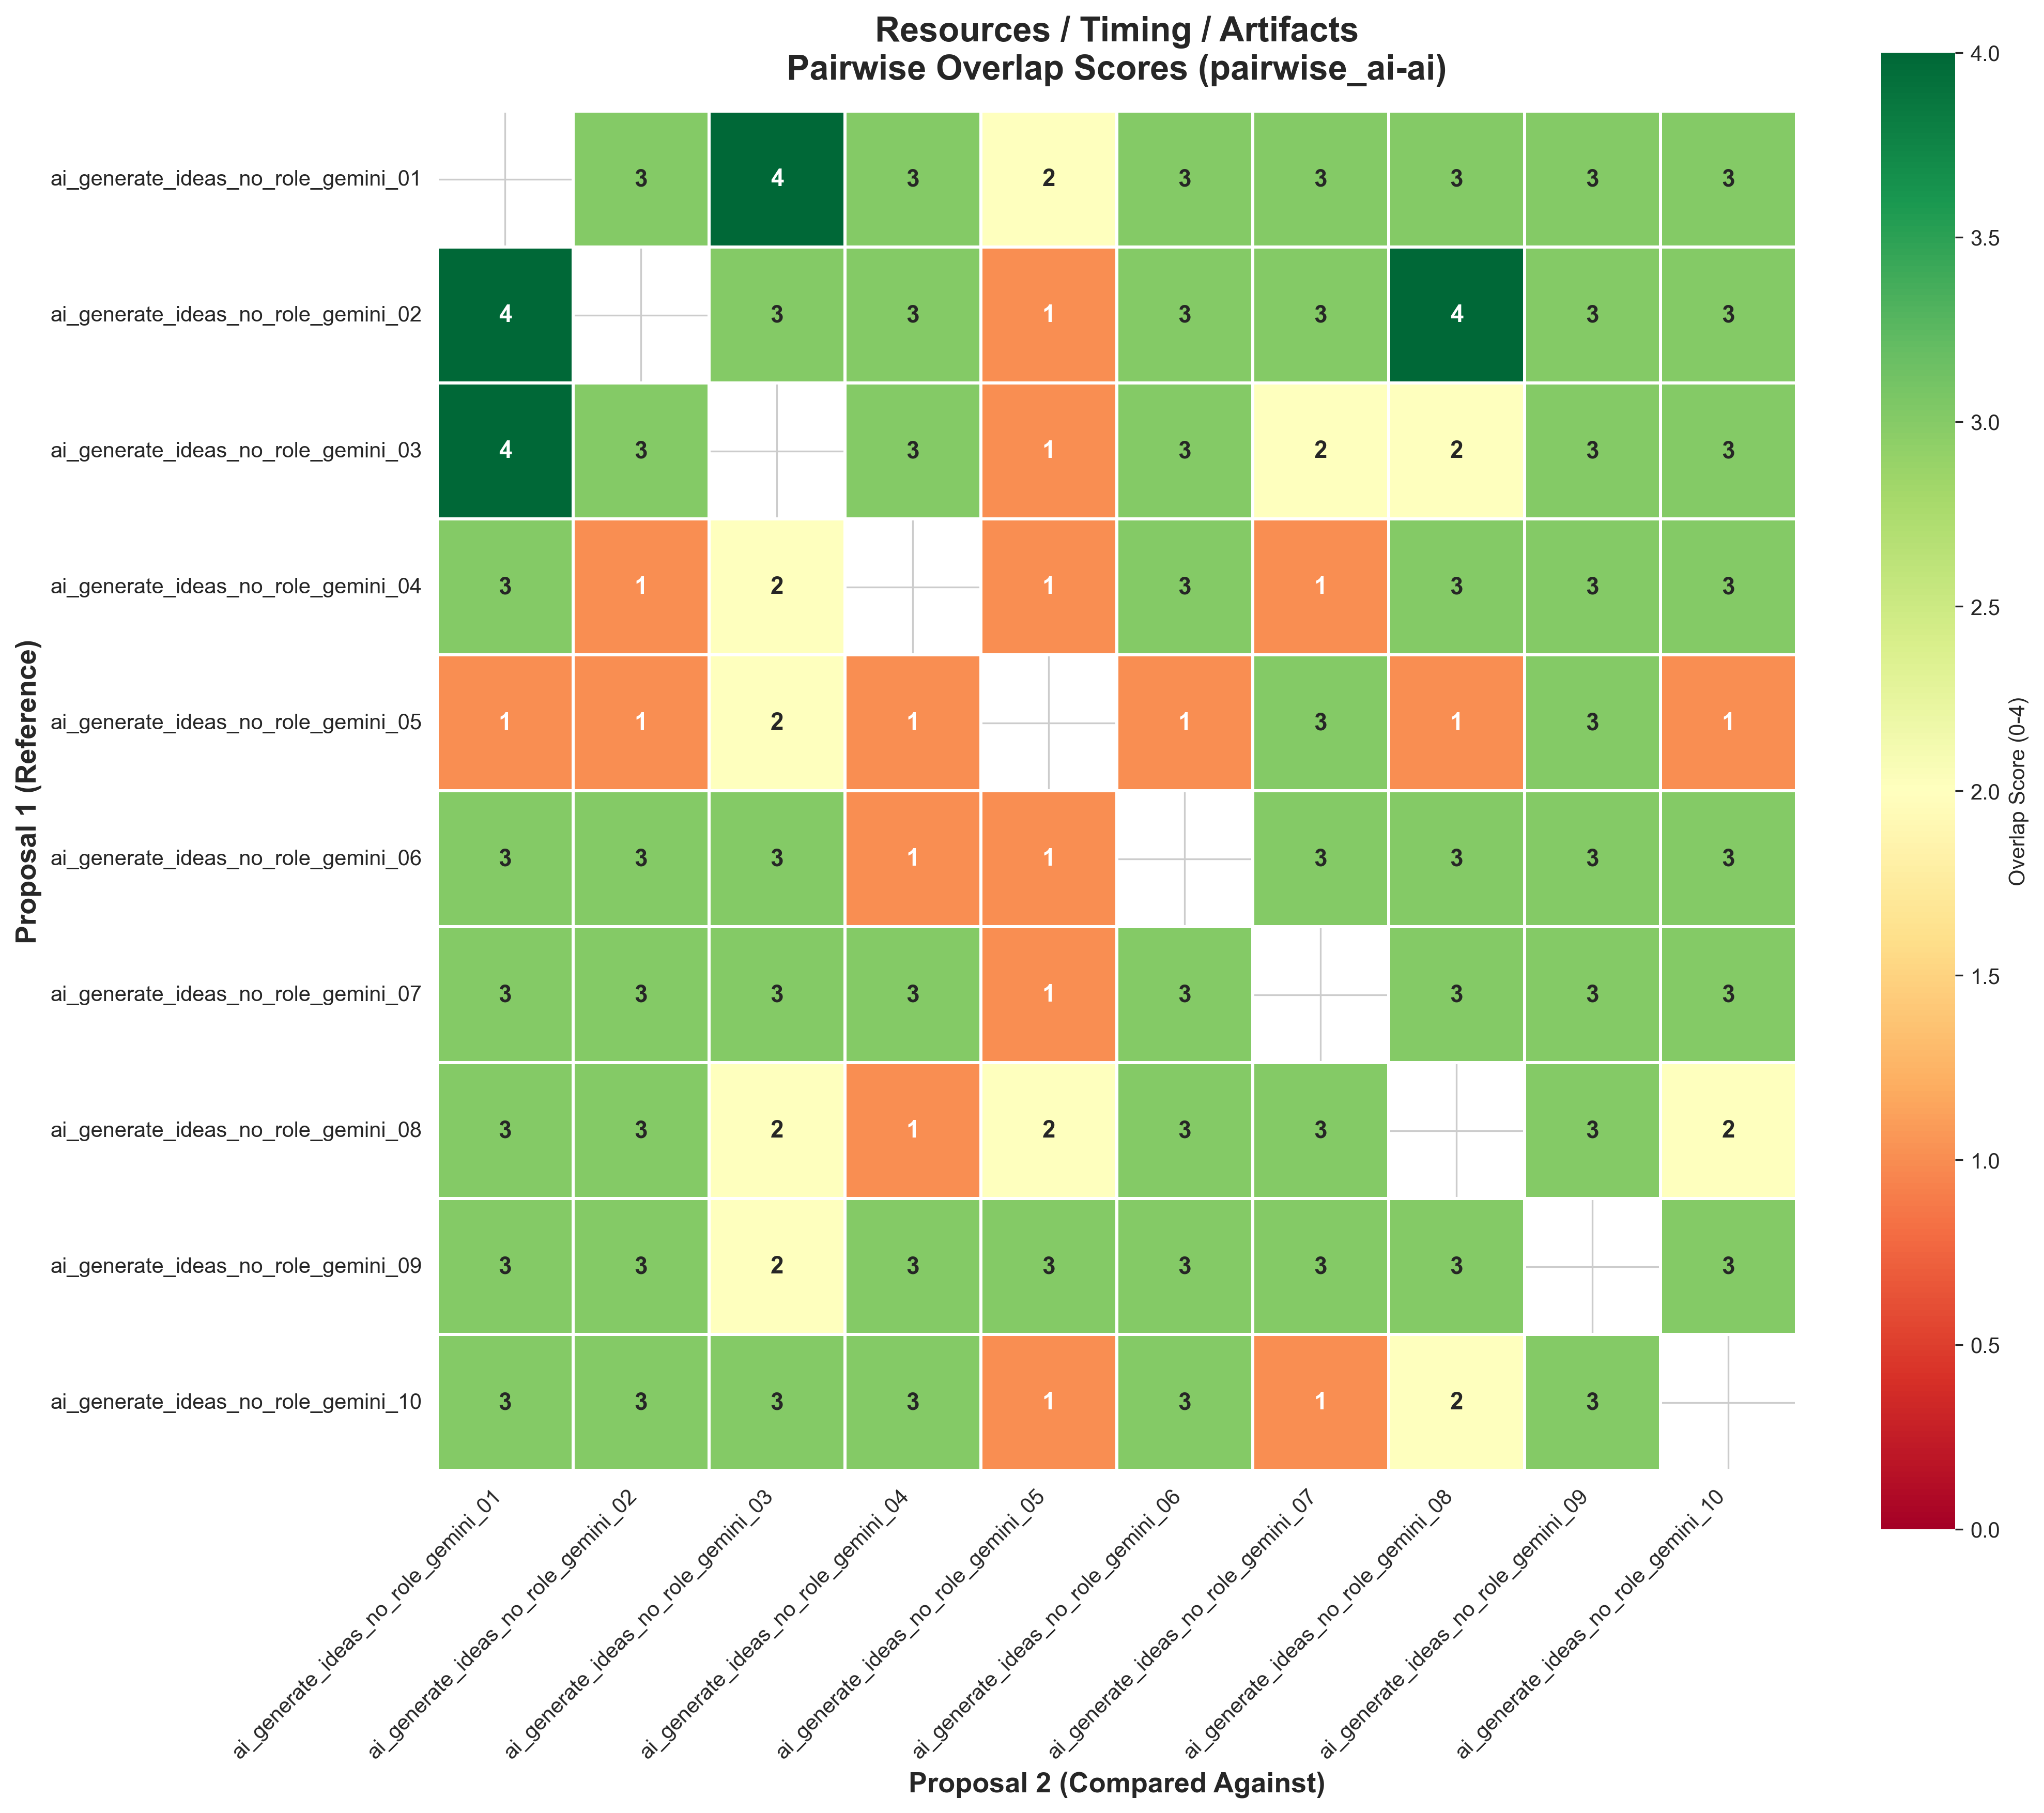 Resources / Timing / Artifacts
Pairwise Overlap Scores (pairwise_ai-ai)
Proposal 1 (Reference)
ai_generate_ideas_no_role_gemini_01 3 4 3 2 3 3 3 3 3
ai_generate_ideas_no_role_gemini_02 4 3 3 1 3 3 4 3 3
ai_generate_ideas_no_role_gemini_03 4 3 3 1 3 2 2 3 3
ai_generate_ideas_no_role_gemini_04 3 1 2 1 3 1 3 3 3
ai_generate_ideas_no_role_gemini_05 1 1 2 1 1 3 1 3 1
ai_generate_ideas_no_role_gemini_06 3 3 3 1 1 3 3 3 3
ai_generate_ideas_no_role_gemini_07 3 3 3 3 1 3 3 3 3
ai_generate_ideas_no_role_gemini_08 3 3 2 1 2 3 3 3 2
ai_generate_ideas_no_role_gemini_09 3 3 2 3 3 3 3 3 3
ai_generate_ideas_no_role_gemini_10 3 3 3 3 1 3 1 2 3
ai_generate_ideas_no_role_gemini_01
ai_generate_ideas_no_role_gemini_02
ai_generate_ideas_no_role_gemini_03
ai_generate_ideas_no_role_gemini_04
ai_generate_ideas_no_role_gemini_05
ai_generate_ideas_no_role_gemini_06
ai_generate_ideas_no_role_gemini_07
ai_generate_ideas_no_role_gemini_08
ai_generate_ideas_no_role_gemini_09
ai_generate_ideas_no_role_gemini_10
Proposal 2 (Compared Against)
4.0
3.5
3.0
2.5
2.0
1.5
1.0
0.5
0.0
Overlap Score (0-4)